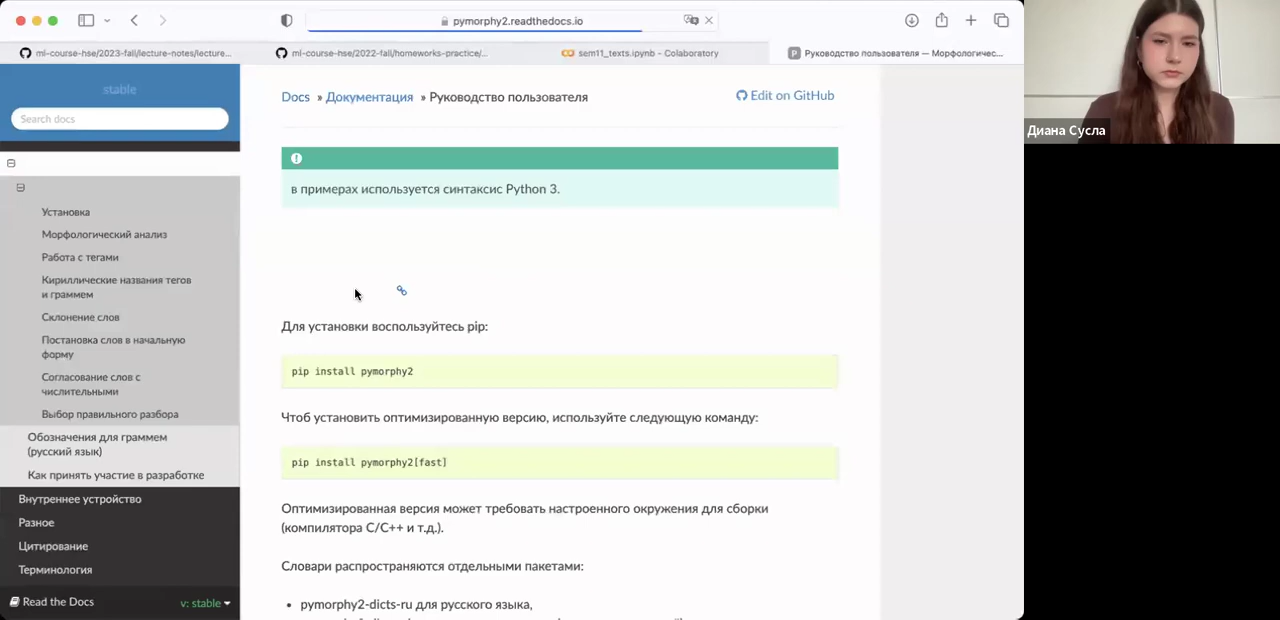 pymorphy2.readthedocs.io
ml-course-hse/2023-fall/lecture-notes/lecture...
ml-course-hse/2022-fall/homeworks-practice/...
sem11_texts.ipynb - Colaboratory
Руководство пользователя — Морфологичес...
stable
Search docs
Установка
Морфологический анализ
Работа с тегами
Кириллические названия тегов
и граммем
Склонение слов
Постановка слов в начальную
форму
Согласование слов с
числительными
Выбор правильного разбора
Обозначения для граммем
(русский язык)
Как принять участие в разработке
Внутреннее устройство
Разное
Цитирование
Терминология
Read the Docs
v: stable
Docs » Документация » Руководство пользователя
Edit on GitHub
в примерах используется синтаксис Python 3.
Для установки воспользуйтесь pip:
pip install pymorphy2
Чтоб установить оптимизированную версию, используйте следующую команду:
pip install pymorphy2[fast]
Оптимизированная версия может требовать настроенного окружения для сборки
(компилятора C/C++ и т.д.).
Словари распространяются отдельными пакетами:
• pymorphy2-dicts-ru для русского языка,
Диана Сусла